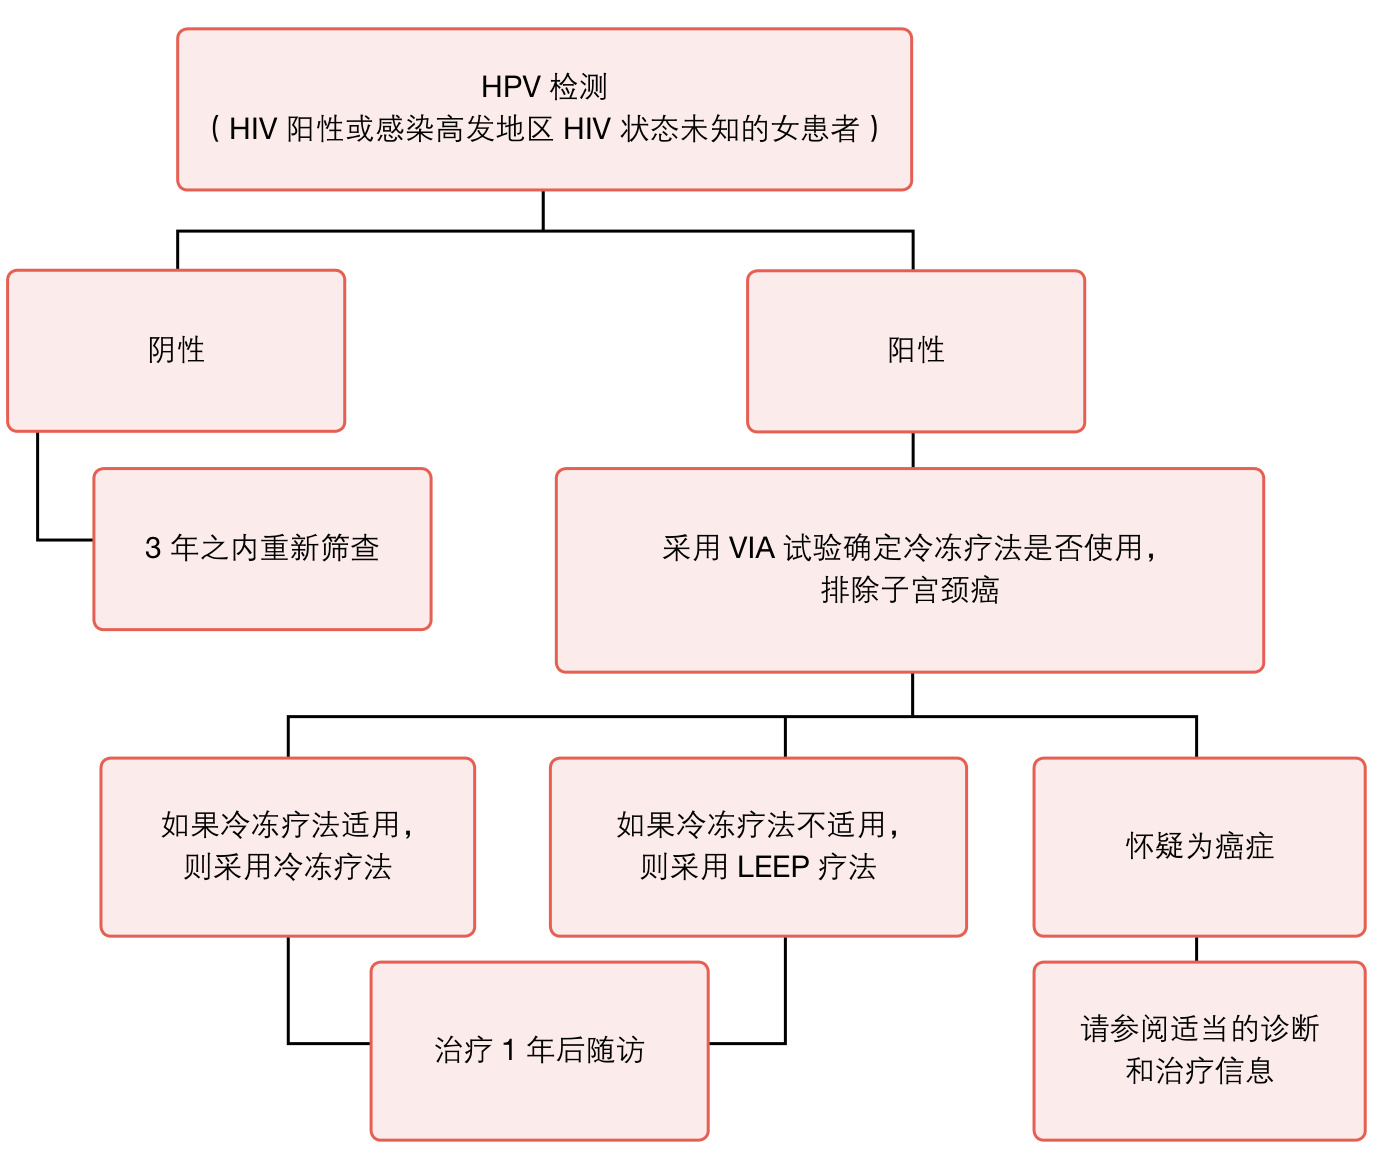 HPV 检测
（ HIV 阳性或感染高发地区 HIV 状态未知的女患者 ）
阴性
阳性
3 年之内重新筛查
采用 VIA 试验确定冷冻疗法是否使用，
排除子宫颈癌
如果冷冻疗法适用，
则采用冷冻疗法
如果冷冻疗法不适用，
则采用 LEEP 疗法
怀疑为癌症
治疗 1 年后随访
请参阅适当的诊断
和治疗信息